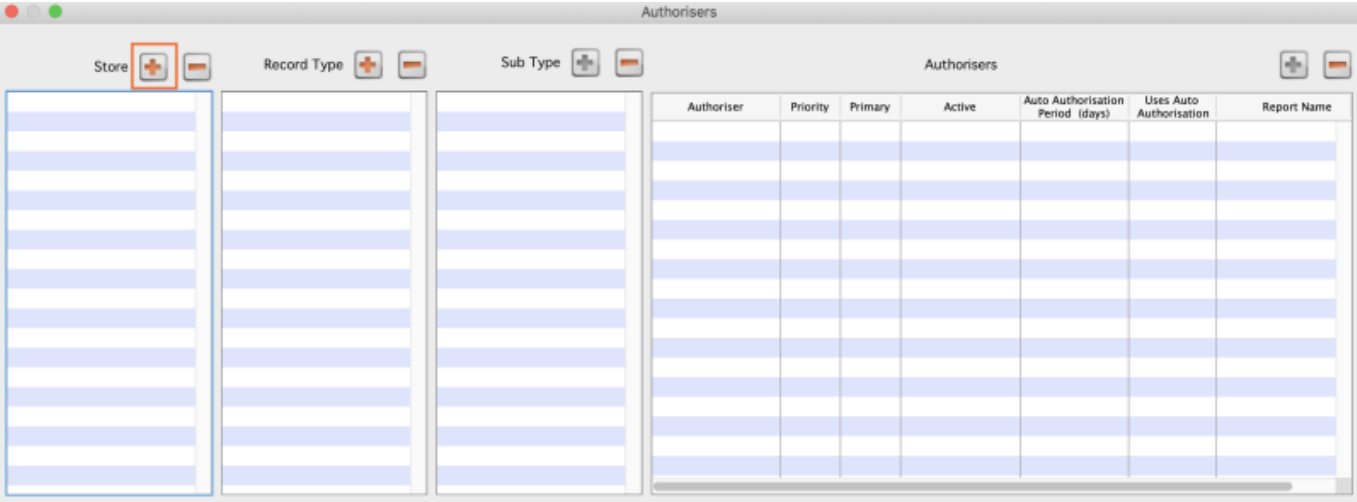 Authorisers
Store Record Type Sub Type Authorisers
Authoriser Priority Primary Active Auto Authorisation Period (days) Uses Auto Authorisation Report Name